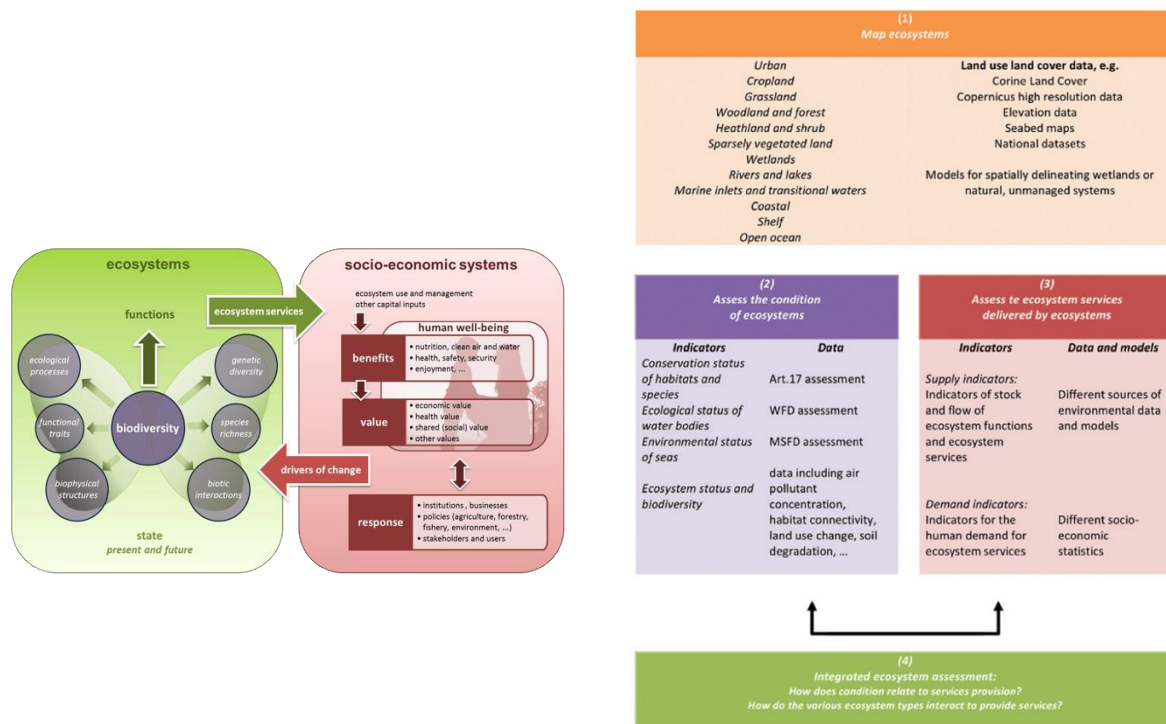 ecosystems
functions
ecological
processes
genetic
diversity
functional
traits
biodiversity
species
richness
biophysical
structures
biotic
interactions
state
present and future
ecosystem services
drivers of change
socio-economic systems
ecosystem use and management
other capital inputs
human well-being
benefits
• nutrition, clean air and water
• health, safety, security
• enjoyment, ...
value
• economic value
• health value
• shared (social) value
• other values
response
• institutions, businesses
• policies (agriculture, forestry,
fishery, environment, ...)
• stakeholders and users
(1)
Map ecosystems
Urban
Cropland
Grassland
Woodland and forest
Heathland and shrub
Sparsely vegetated land
Wetlands
Rivers and lakes
Marine inlets and transitional waters
Coastal
Shelf
Open ocean
Land use land cover data, e.g.
Corine Land Cover
Copernicus high resolution data
Elevation data
Seabed maps
National datasets
Models for spatially delineating wetlands or
natural, unmanaged systems
(2)
Assess the condition
of ecosystems
Indicators
Data
Conservation status
of habitats and
species
Art.17 assessment
Ecological status of
water bodies
WFD assessment
Environmental status
of seas
MSFD assessment
Ecosystem status and
biodiversity
data including air
pollutant
concentration,
habitat connectivity,
land use change, soil
degradation, ...
(3)
Assess te ecosystem services
delivered by ecosystems
Indicators
Data and models
Supply indicators:
Indicators of stock
and flow of
ecosystem functions
and ecosystem
services
Different sources of
environmental data
and models
Demand indicators:
Indicators for the
human demand for
ecosystem services
Different socio-
economic
statistics
(4)
Integrated ecosystem assessment:
How does condition relate to services provision?
How do the various ecosystem types interact to provide services?